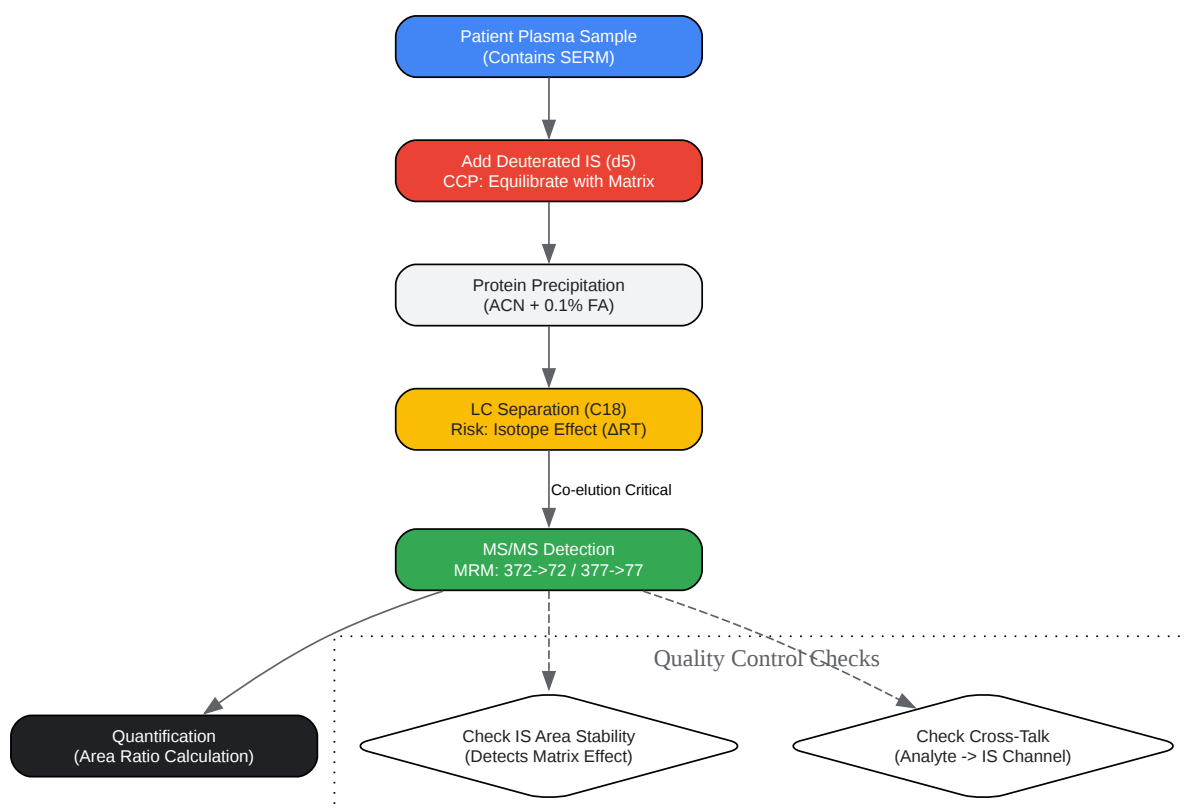 Patient Plasma Sample
(Contains SERM)
Add Deuterated IS (d5)
CCP: Equilibrate with Matrix
Protein Precipitation
(ACN + 0.1% FA)
LC Separation (C18)
Risk: Isotope Effect (ΔRT)
Co-elution Critical
MS/MS Detection
MRM: 372->72 / 377->77
Quality Control Checks
Quantification
(Area Ratio Calculation)
Check IS Area Stability
(Detects Matrix Effect)
Check Cross-Talk
(Analyte -> IS Channel)